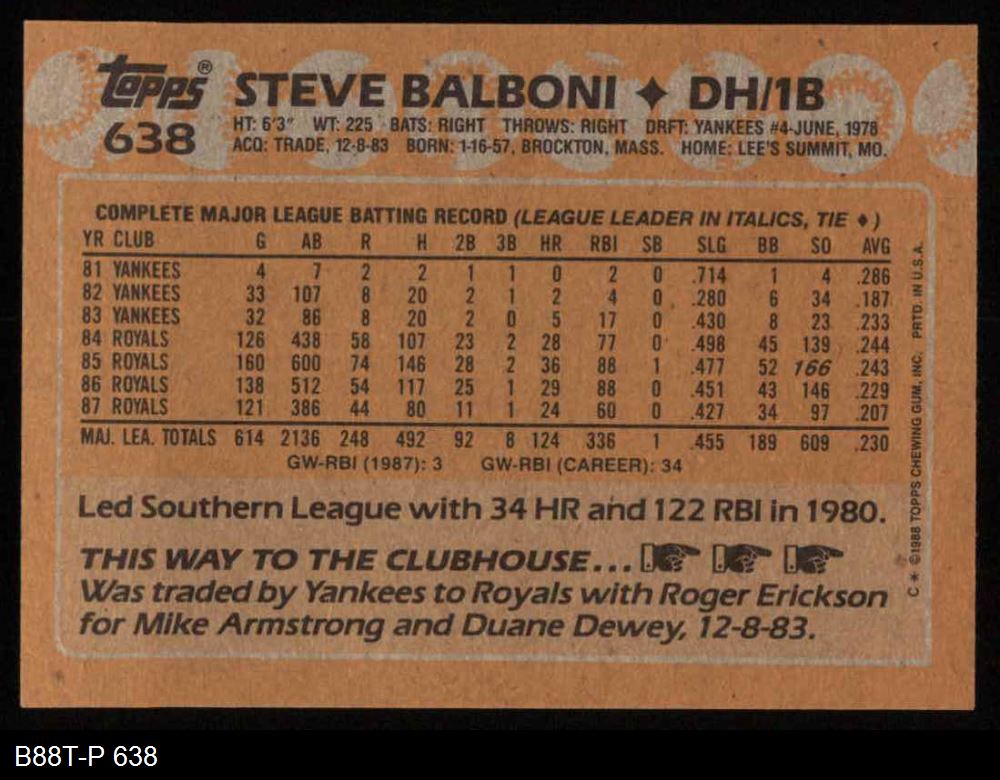 Topps® STEVE BALBONI ♦ DH/1B
638
HT: 6'3" WT: 225 BATS: RIGHT THROWS: RIGHT DRFT: YANKEES #4-JUNE, 1978
ACQ: TRADE, 12-8-83 BORN: 1-16-57, BROCKTON, MASS. HOME: LEE'S SUMMIT, MO.
COMPLETE MAJOR LEAGUE BATTING RECORD (LEAGUE LEADER IN ITALICS, TIE ♦)
YR CLUB G AB R H 2B 3B HR RBI SB SLG BB SO AVG
81 YANKEES 4 7 2 2 1 1 0 2 0 .714 1 4 .286
82 YANKEES 33 107 8 20 2 1 2 4 0 .280 6 34 .187
83 YANKEES 32 86 8 20 2 0 5 17 0 .430 8 23 .233
84 ROYALS 126 438 58 107 23 2 28 77 0 .498 45 139 .244
85 ROYALS 160 600 74 146 28 2 36 88 1 .477 52 166 .243
86 ROYALS 138 512 54 117 25 1 29 88 0 .451 43 146 .229
87 ROYALS 121 386 44 80 11 1 24 60 0 .427 34 97 .207
MAJ. LEA. TOTALS 614 2136 248 492 92 8 124 336 1 .455 189 609 .230
GW-RBI (1987): 3 GW-RBI (CAREER): 34
Led Southern League with 34 HR and 122 RBI in 1980.
THIS WAY TO THE CLUBHOUSE...
Was traded by Yankees to Royals with Roger Erickson
for Mike Armstrong and Duane Dewey, 12-8-83.
C * ©1988 TOPPS CHEWING GUM, INC. PRTD. IN U.S.A.
B88T-P 638